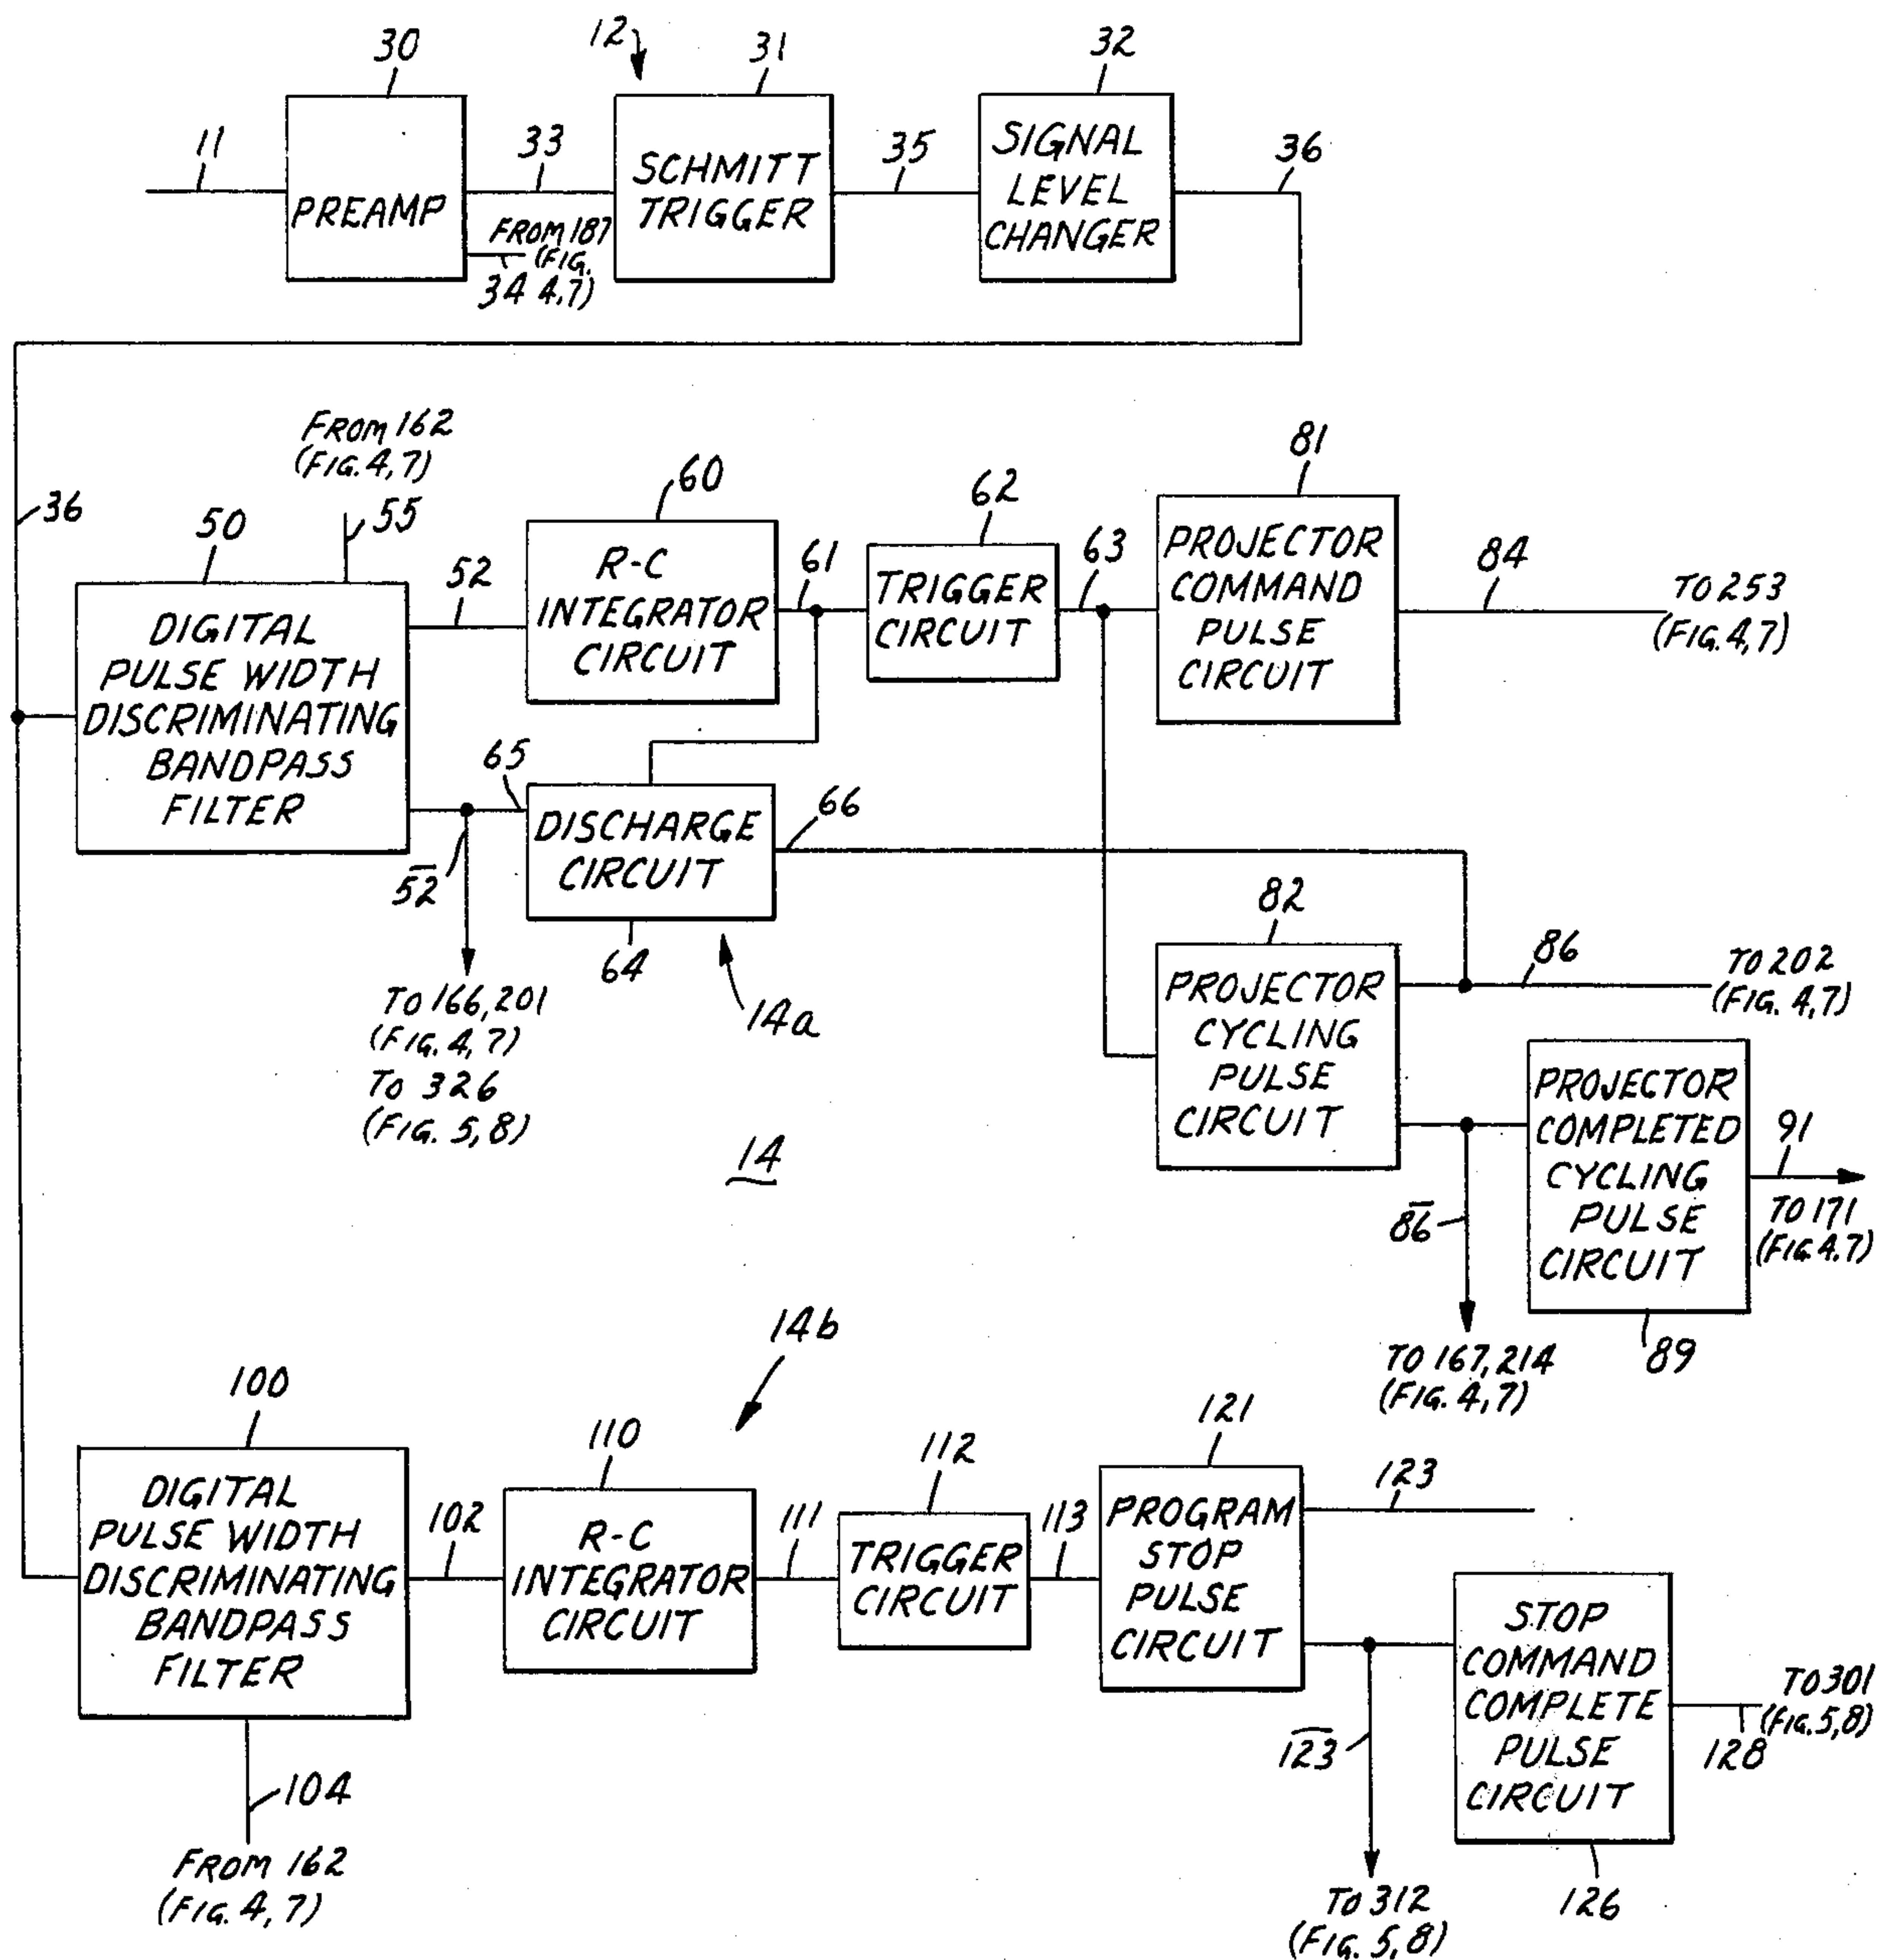 30
12
31
32
11
PREAMP
33
FROM 187
(FIG.
34 4,7)
SCHMITT
TRIGGER
35
SIGNAL
LEVEL
CHANGER
36
FROM 162
(FIG. 4,7)
36
50
55
DIGITAL
PULSE WIDTH
DISCRIMINATING
BANDPASS
FILTER
52
60
R-C
INTEGRATOR
CIRCUIT
61
62
TRIGGER
CIRCUIT
63
81
PROJECTOR
COMMAND
PULSE
CIRCUIT
84
TO 253
(FIG. 4,7)
65
5̅2̅
DISCHARGE
CIRCUIT
66
64
14a
TO 166,201
(FIG. 4,7)
TO 326
(FIG. 5,8)
14
82
PROJECTOR
CYCLING
PULSE
CIRCUIT
86
TO 202
(FIG. 4,7)
8̅6̅
PROJECTOR
COMPLETED
CYCLING
PULSE
CIRCUIT
91
TO 171
(FIG. 4.7)
89
TO 167,214
(FIG. 4,7)
14b
100
DIGITAL
PULSE WIDTH
DISCRIMINATING
BANDPASS
FILTER
102
110
R-C
INTEGRATOR
CIRCUIT
111
112
TRIGGER
CIRCUIT
113
121
PROGRAM
STOP
PULSE
CIRCUIT
123
1̅2̅3̅
STOP
COMMAND
COMPLETE
PULSE
CIRCUIT
TO 301
(FIG. 5,8)
128
104
FROM 162
(FIG. 4,7)
126
TO 312
(FIG. 5,8)